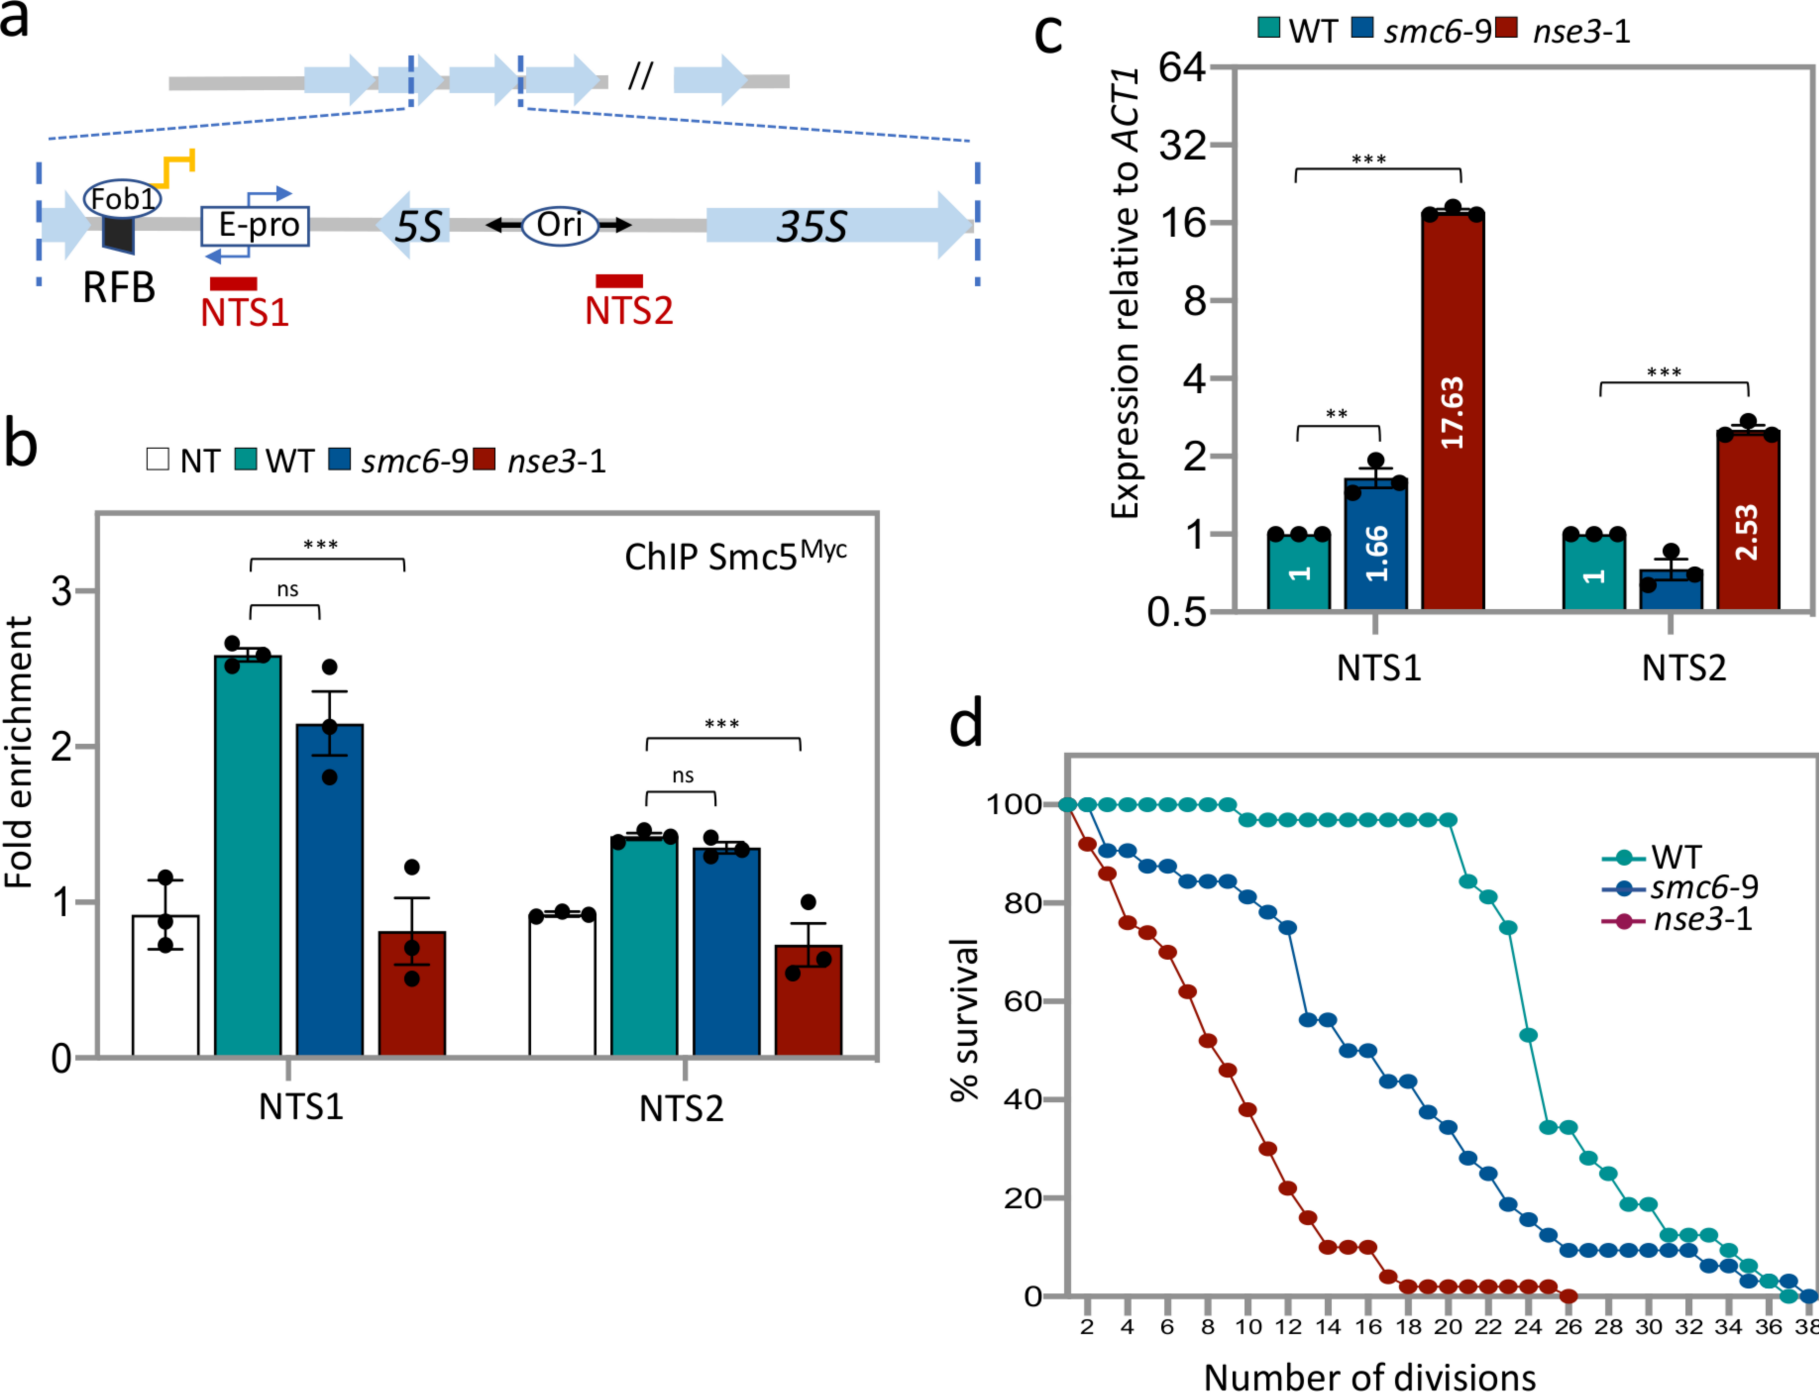 a
//
Fob1
E-pro
5S
Ori
35S
RFB
NTS1
NTS2
b
NT WT smc6-9 nse3-1
ChIP Smc5Myc
Fold enrichment
3
2
1
0
***
ns
***
ns
NTS1 NTS2
c
WT smc6-9 nse3-1
Expression relative to ACT1
64
32
16
8
4
2
1
0.5
***
**
***
1
1.66
17.63
1
2.53
NTS1 NTS2
d
% survival
100
80
60
40
20
0
WT
smc6-9
nse3-1
2 4 6 8 10 12 14 16 18 20 22 24 26 28 30 32 34 36 38
Number of divisions